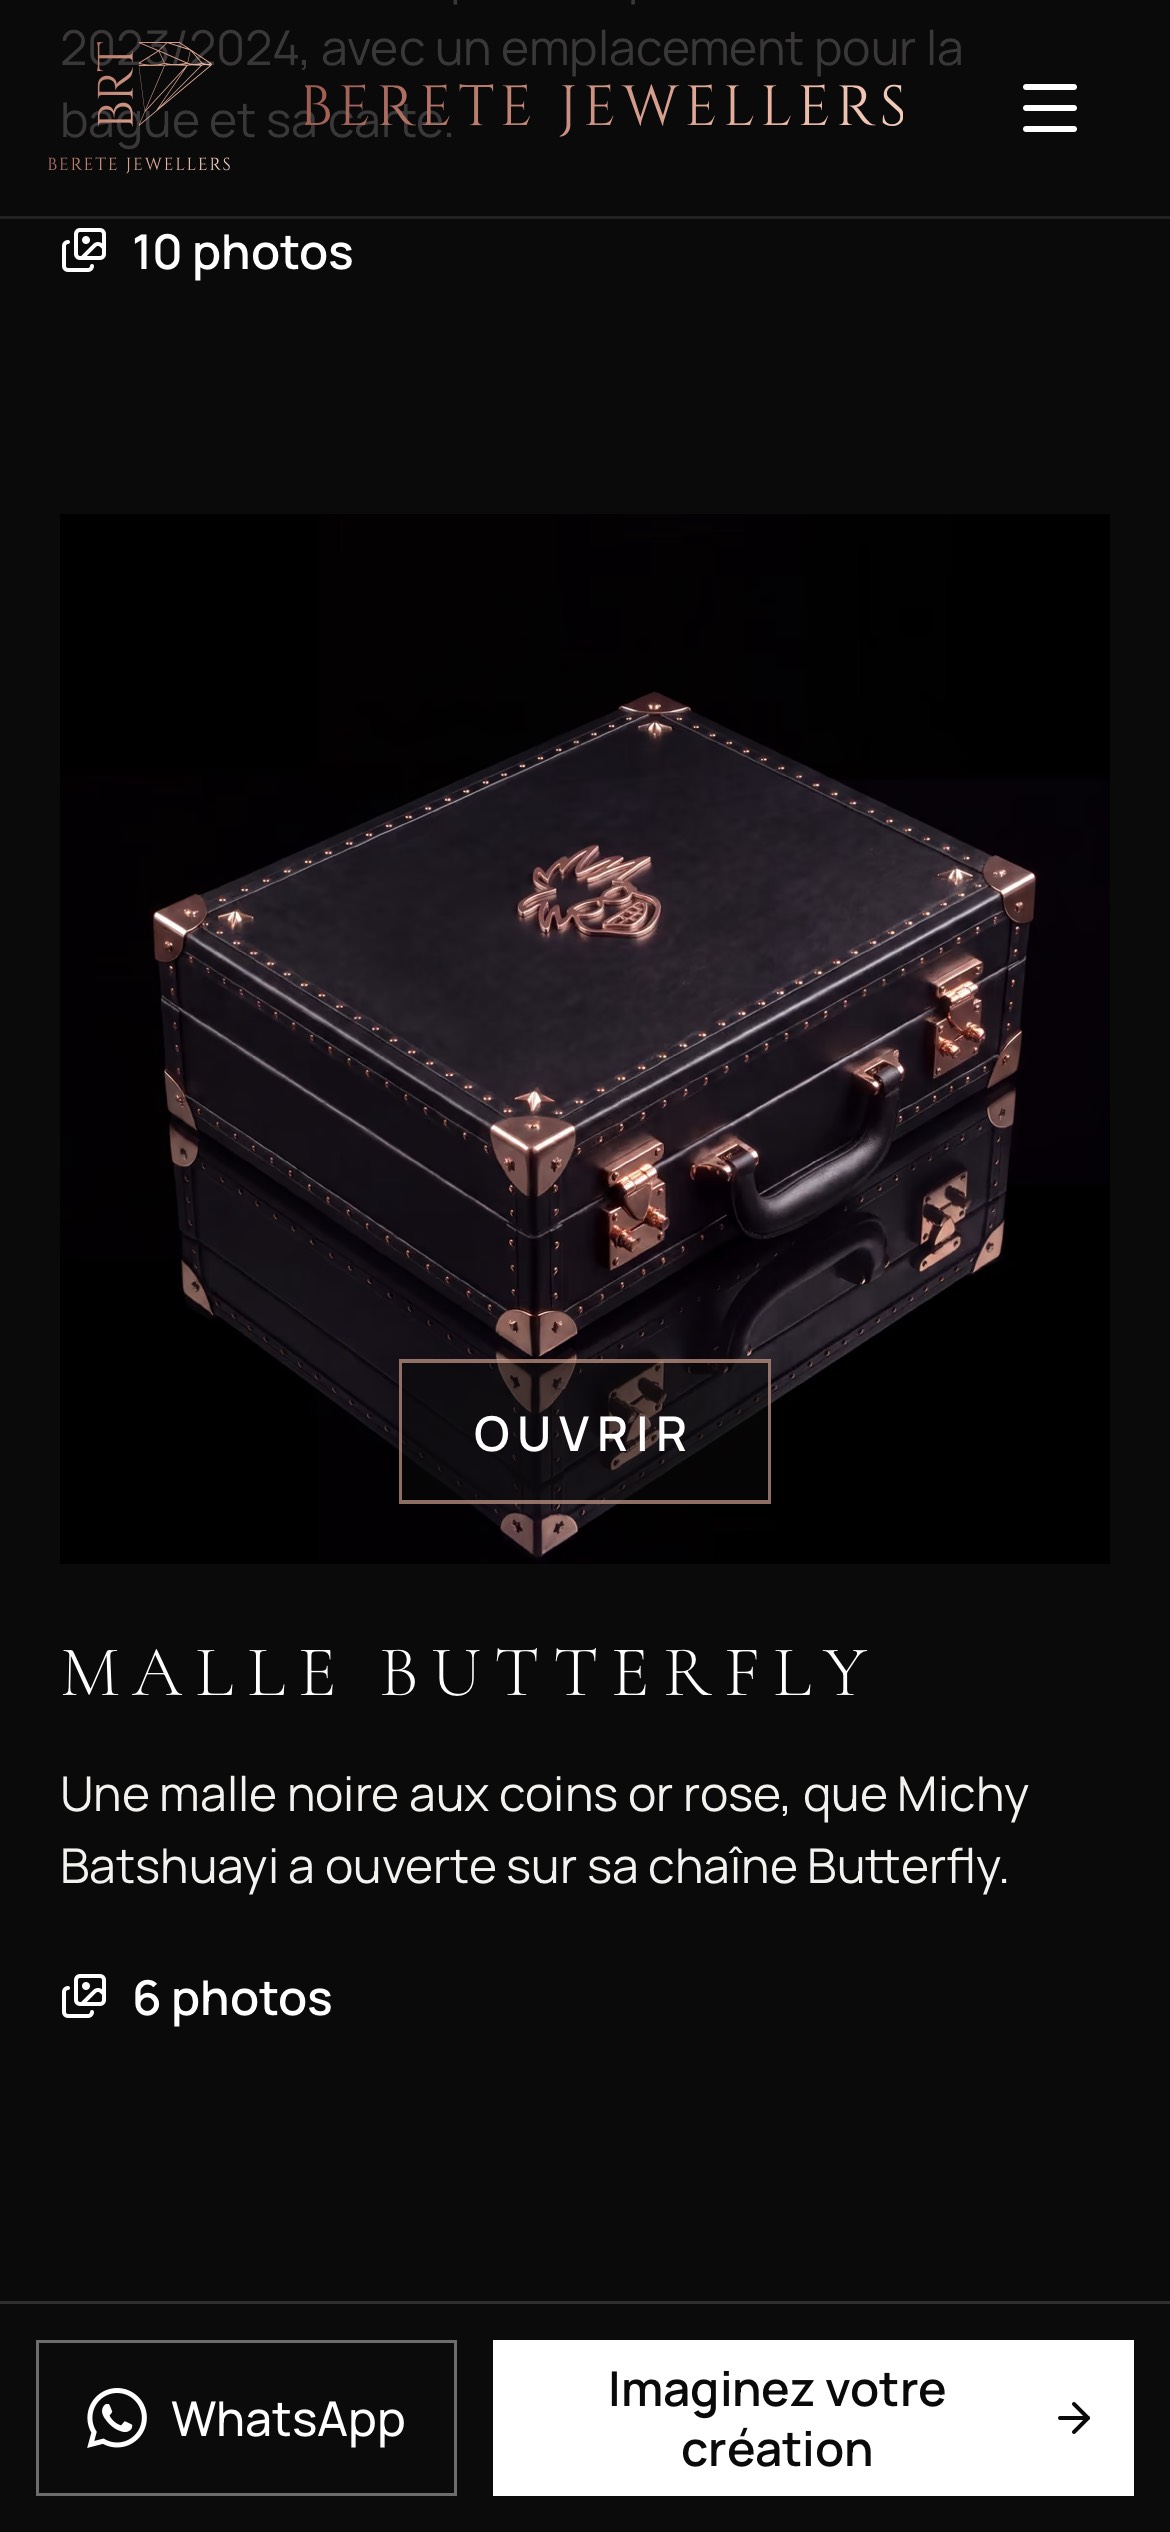 2023/2024, avec un emplacement pour la
bague et sa carte.
BRT
BERETE JEWELLERS
BERETE JEWELLERS
10 photos
OUVRIR
MALLE BUTTERFLY
Une malle noire aux coins or rose, que Michy
Batshuayi a ouverte sur sa chaîne Butterfly.
6 photos
WhatsApp
Imaginez votre
création